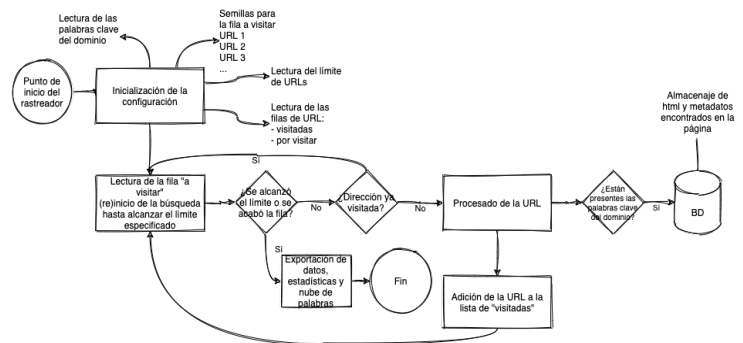 Lectura de las
palabras clave
del dominio
Semillas para
la fila a visitar
URL 1
URL 2
URL 3
...
Punto de
inicio del
rastreador
Inicialización de la
configuración
Lectura del límite
de URLs
Lectura de las
filas de URL:
- visitadas
- por visitar
Almacenaje de
html y metadatos
encontrados en la
página
Sí
Lectura de la fila "a
visitar"
(re)inicio de la búsqueda
hasta alcanzar el límite
especificado
¿Se alcanzó
el límite o se
acabó la fila?
No
¿Dirección ya
visitada?
No
Procesado de la URL
¿Están
presentes las
palabras clave
del dominio?
Sí
BD
Sí
Exportación de
datos,
estadísticas y
nube de
palabras
Fin
Adición de la URL a la
lista de "visitadas"